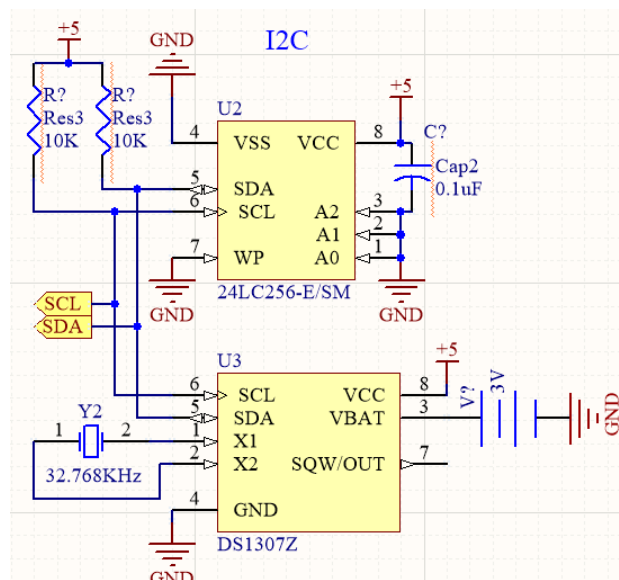 I2C
+5
GND
+5
R?
Res3
10K
R?
Res3
10K
U2
4
VSS
VCC
8
C?
Cap2
0.1uF
5
SDA
6
SCL
A2
3
A1
2
7
WP
A0
1
24LC256-E/SM
GND
GND
SCL
SDA
U3
+5
6
SCL
VCC
8
5
SDA
VBAT
3
V?
3V
GND
Y2
1
2
32.768KHz
1
X1
2
X2
SQW/OUT
7
4
GND
DS1307Z
GND